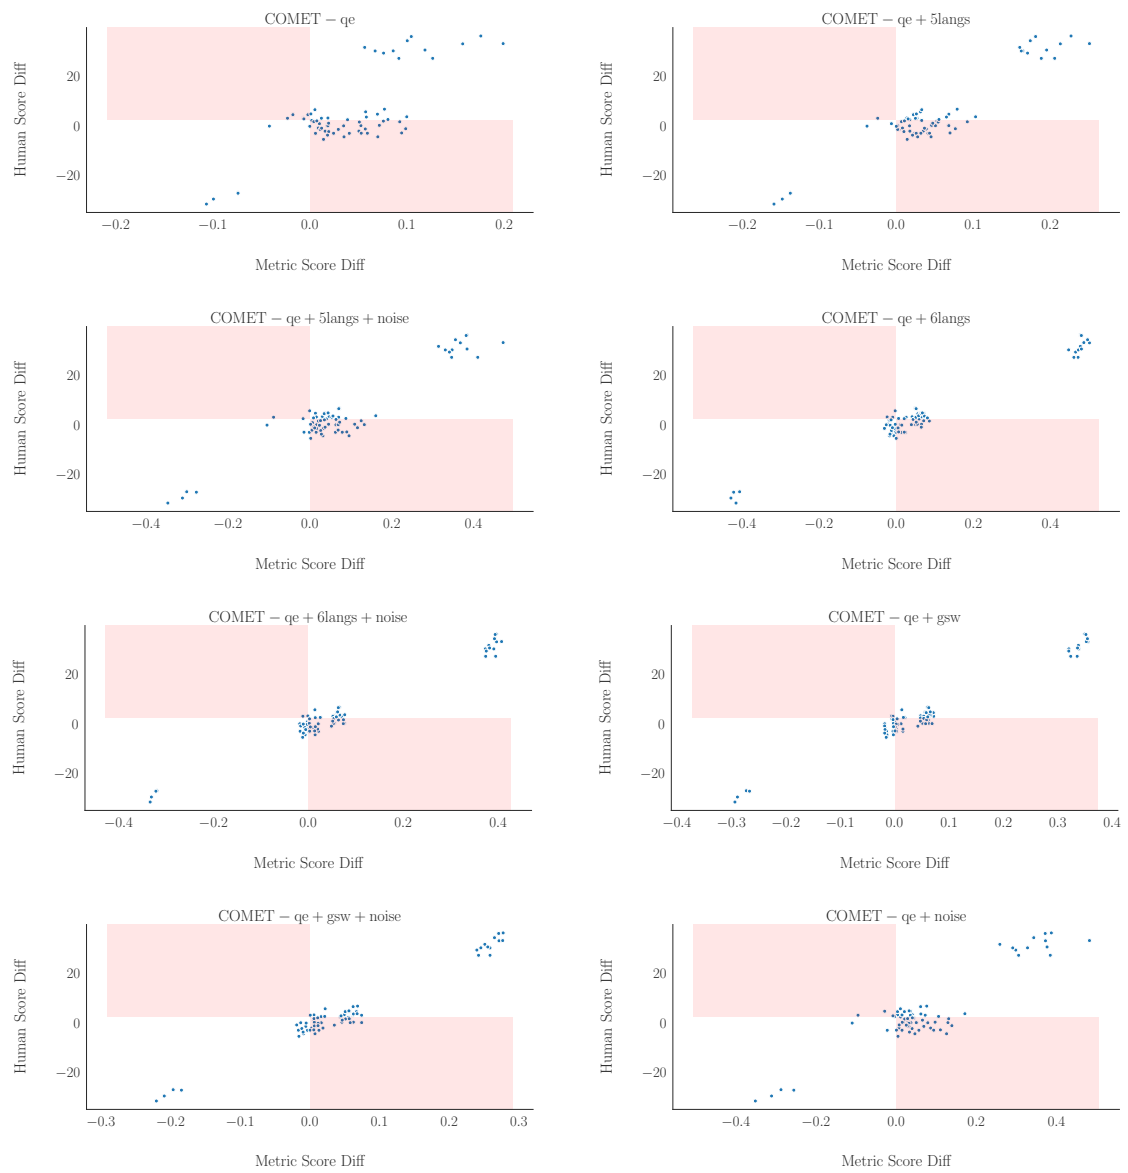 COMET − qe
Human Score Diff
20
0
−20
−0.2 −0.1 0.0 0.1 0.2
Metric Score Diff
COMET − qe + 5langs
Human Score Diff
20
0
−20
−0.2 −0.1 0.0 0.1 0.2
Metric Score Diff
COMET − qe + 5langs + noise
Human Score Diff
20
0
−20
−0.4 −0.2 0.0 0.2 0.4
Metric Score Diff
COMET − qe + 6langs
Human Score Diff
20
0
−20
−0.4 −0.2 0.0 0.2 0.4
Metric Score Diff
COMET − qe + 6langs + noise
Human Score Diff
20
0
−20
−0.4 −0.2 0.0 0.2 0.4
Metric Score Diff
COMET − qe + gsw
Human Score Diff
20
0
−20
−0.4 −0.3 −0.2 −0.1 0.0 0.1 0.2 0.3 0.4
Metric Score Diff
COMET − qe + gsw + noise
Human Score Diff
20
0
−20
−0.3 −0.2 −0.1 0.0 0.1 0.2 0.3
Metric Score Diff
COMET − qe + noise
Human Score Diff
20
0
−20
−0.4 −0.2 0.0 0.2 0.4
Metric Score Diff